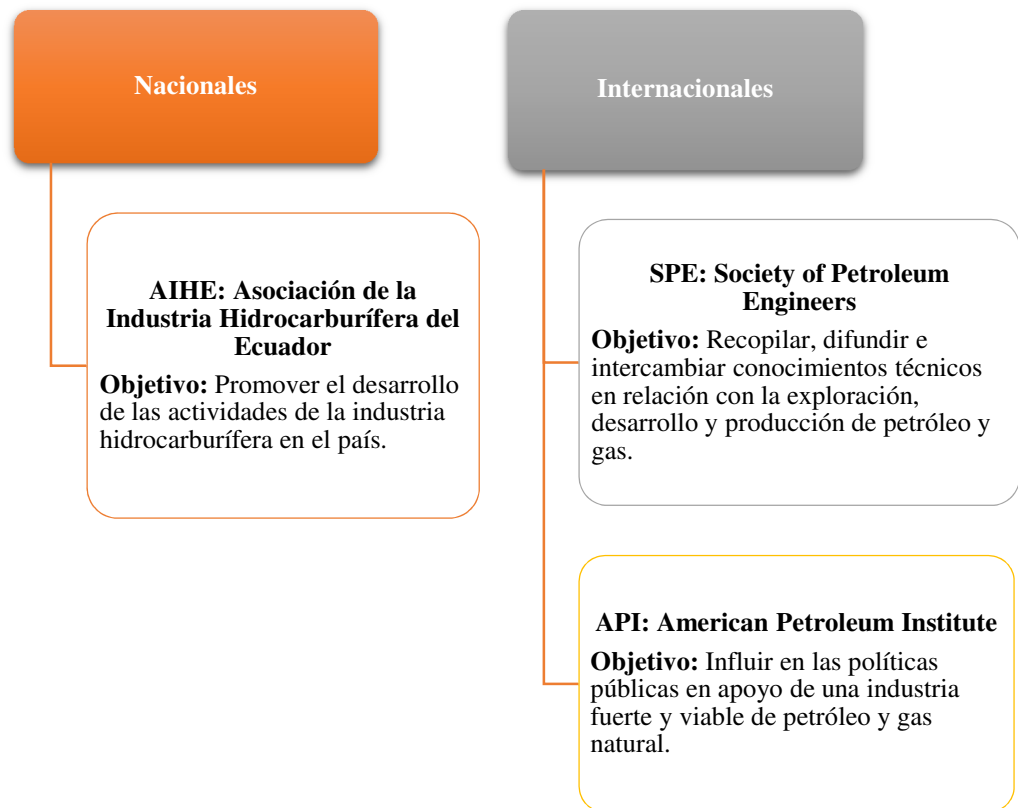 Nacionales
AIHE: Asociación de la
Industria Hidrocarburífera del
Ecuador
Objetivo: Promover el desarrollo
de las actividades de la industria
hidrocarburífera en el país.
Internacionales
SPE: Society of Petroleum
Engineers
Objetivo: Recopilar, difundir e
intercambiar conocimientos técnicos
en relación con la exploración,
desarrollo y producción de petróleo y
gas.
API: American Petroleum Institute
Objetivo: Influir en las políticas
públicas en apoyo de una industria
fuerte y viable de petróleo y gas
natural.